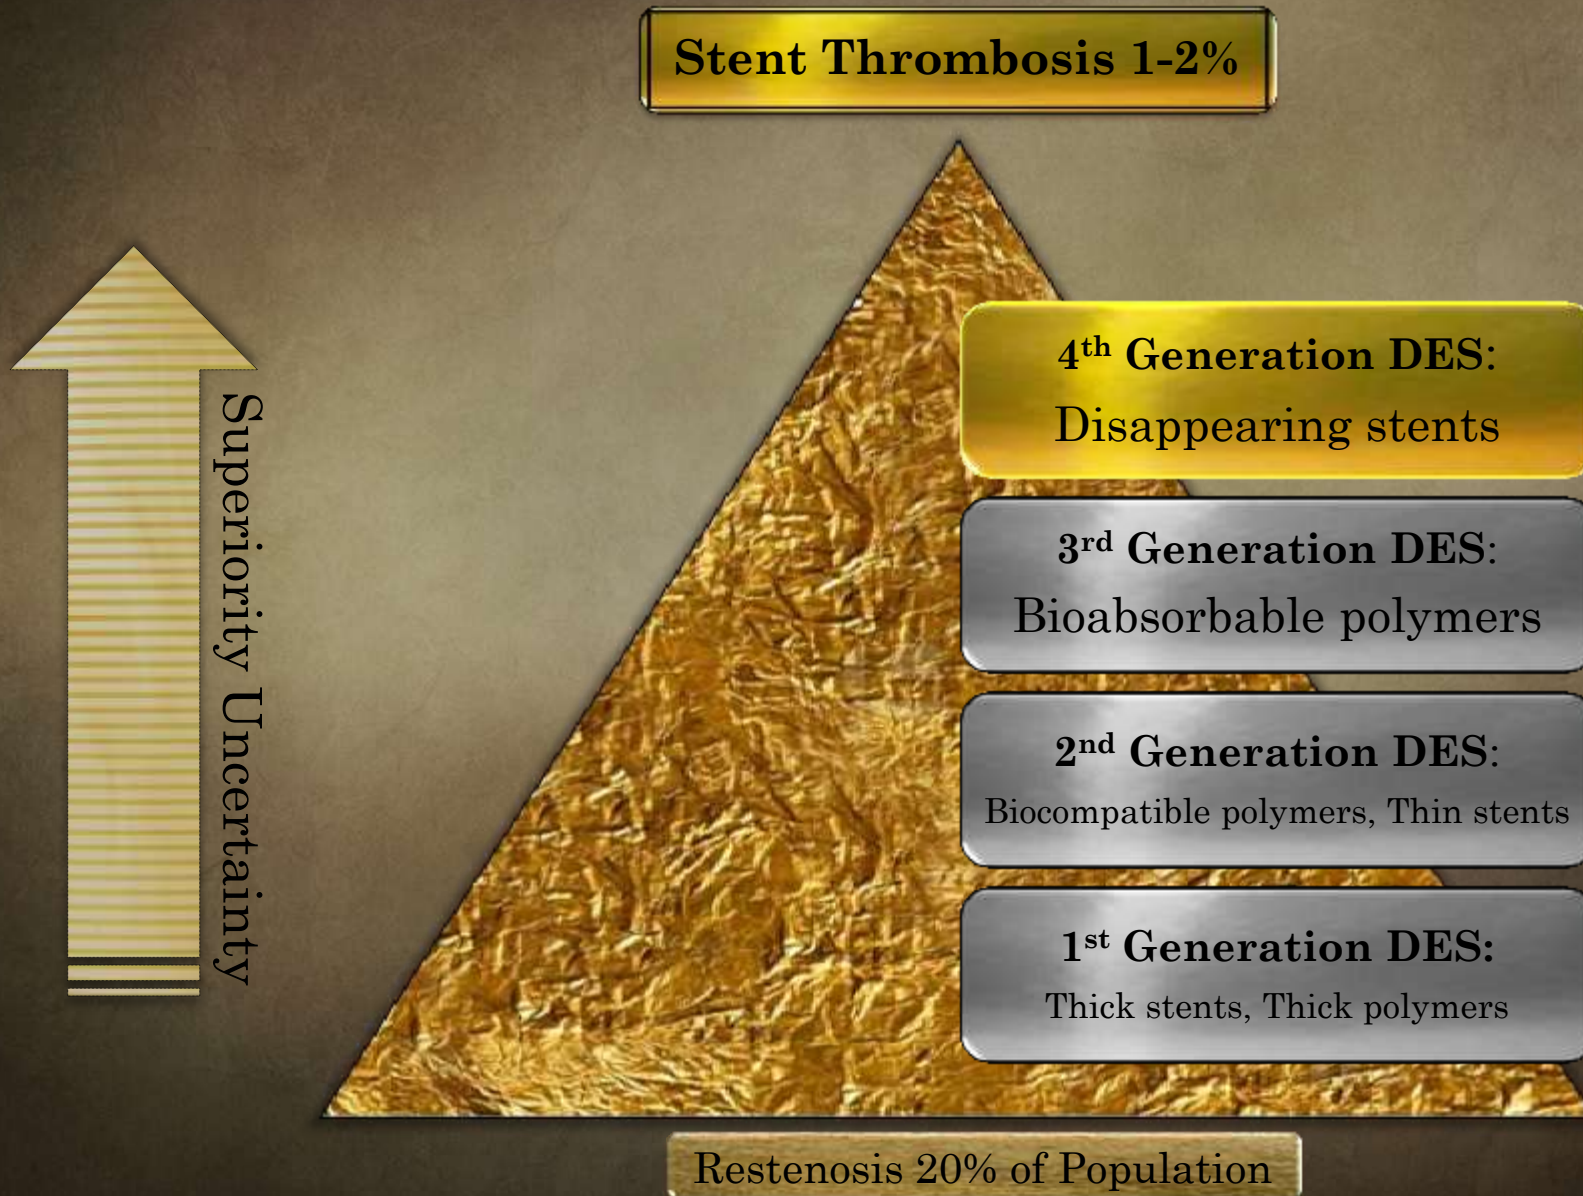 Stent Thrombosis 1-2%
Superiority Uncertainty
4th Generation DES:
Disappearing stents
3rd Generation DES:
Bioabsorbable polymers
2nd Generation DES:
Biocompatible polymers, Thin stents
1st Generation DES:
Thick stents, Thick polymers
Restenosis 20% of Population